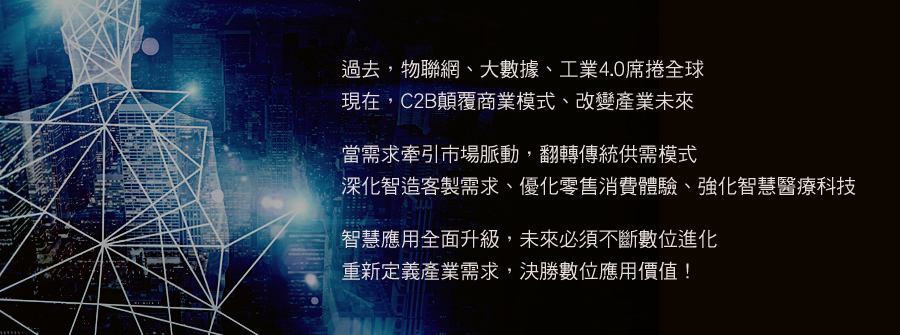 過去，物聯網、大數據、工業4.0席捲全球
現在，C2B顛覆商業模式、改變產業未來
當需求牽引市場脈動，翻轉傳統供需模式
深化智造客製需求、優化零售消費體驗、強化智慧醫療科技
智慧應用全面升級，未來必須不斷數位進化
重新定義產業需求，決勝數位應用價值！